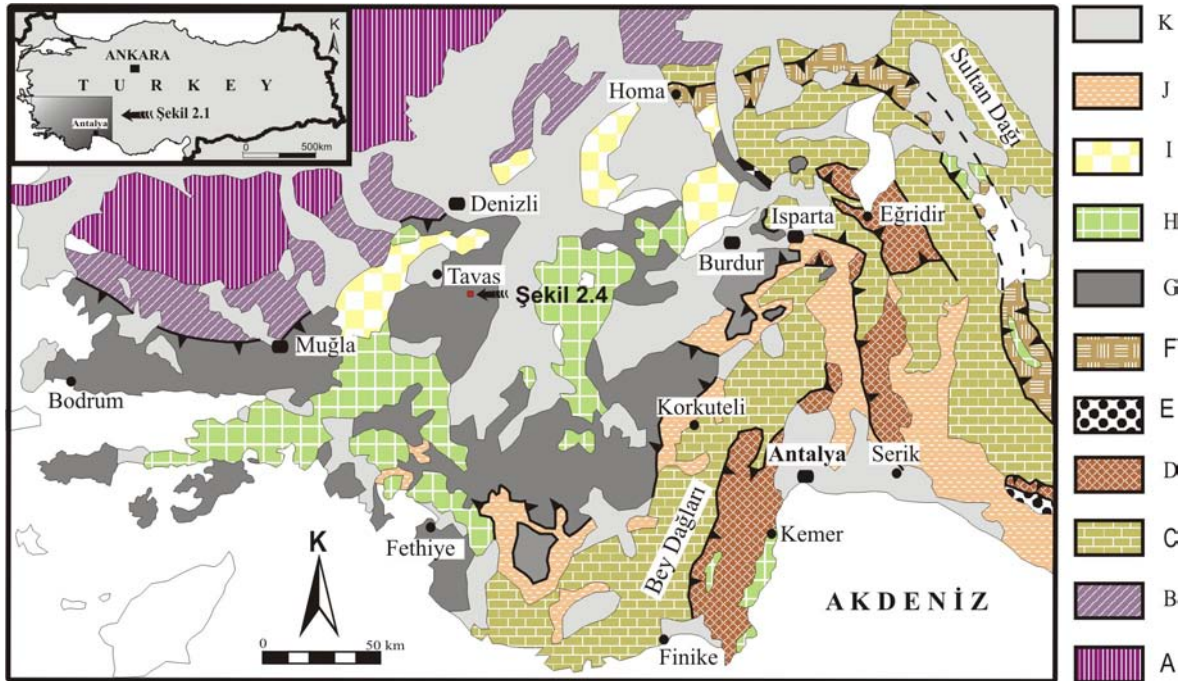 K
ANKARA
T U R K E Y
Antalya
Şekil 2.1
0 500km
Homa
Sultan Dağı
Denizli
Isparta
Eğridir
Burdur
Tavas
Şekil 2.4
Muğla
Bodrum
Korkuteli
Antalya
Serik
Bey Dağları
Fethiye
Kemer
K
AKDENİZ
0 50 km
Finike
K
J
I
H
G
F
E
D
C
B
A